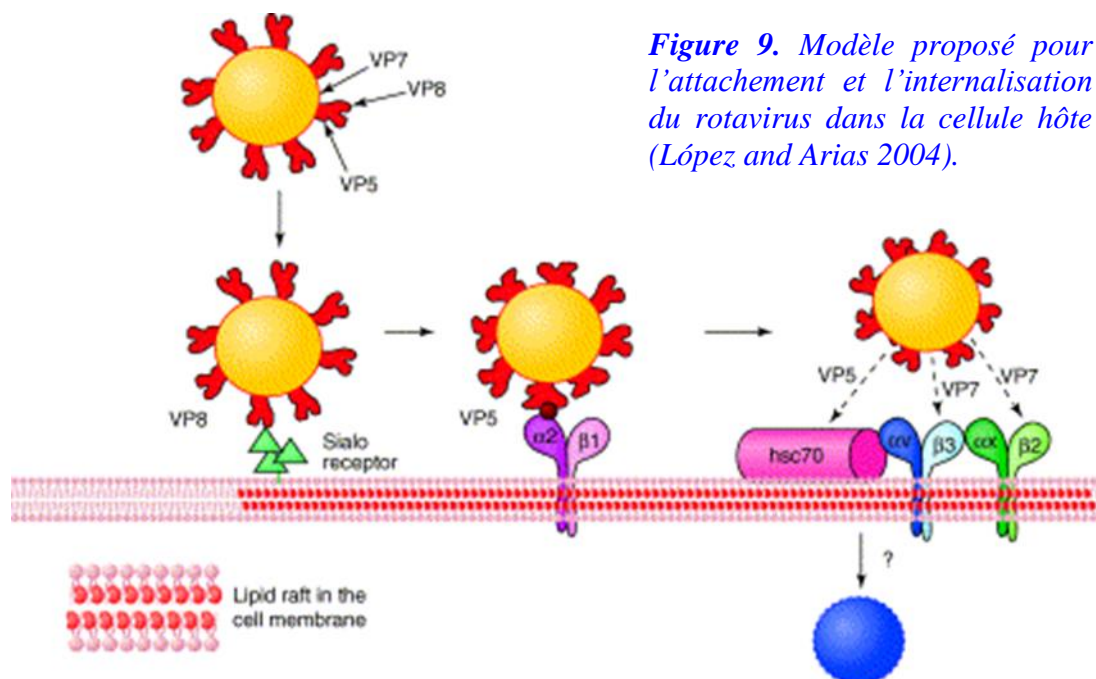 Figure 9. Modèle proposé pour
l'attachement et l'internalisation
du rotavirus dans la cellule hôte
(López and Arias 2004).
VP7
VP8
VP5
VP8
Sialo
receptor
VP5
α2
β1
VP5
VP7
VP7
hsc70
αv
β3
αx
β2
?
Lipid raft in the
cell membrane